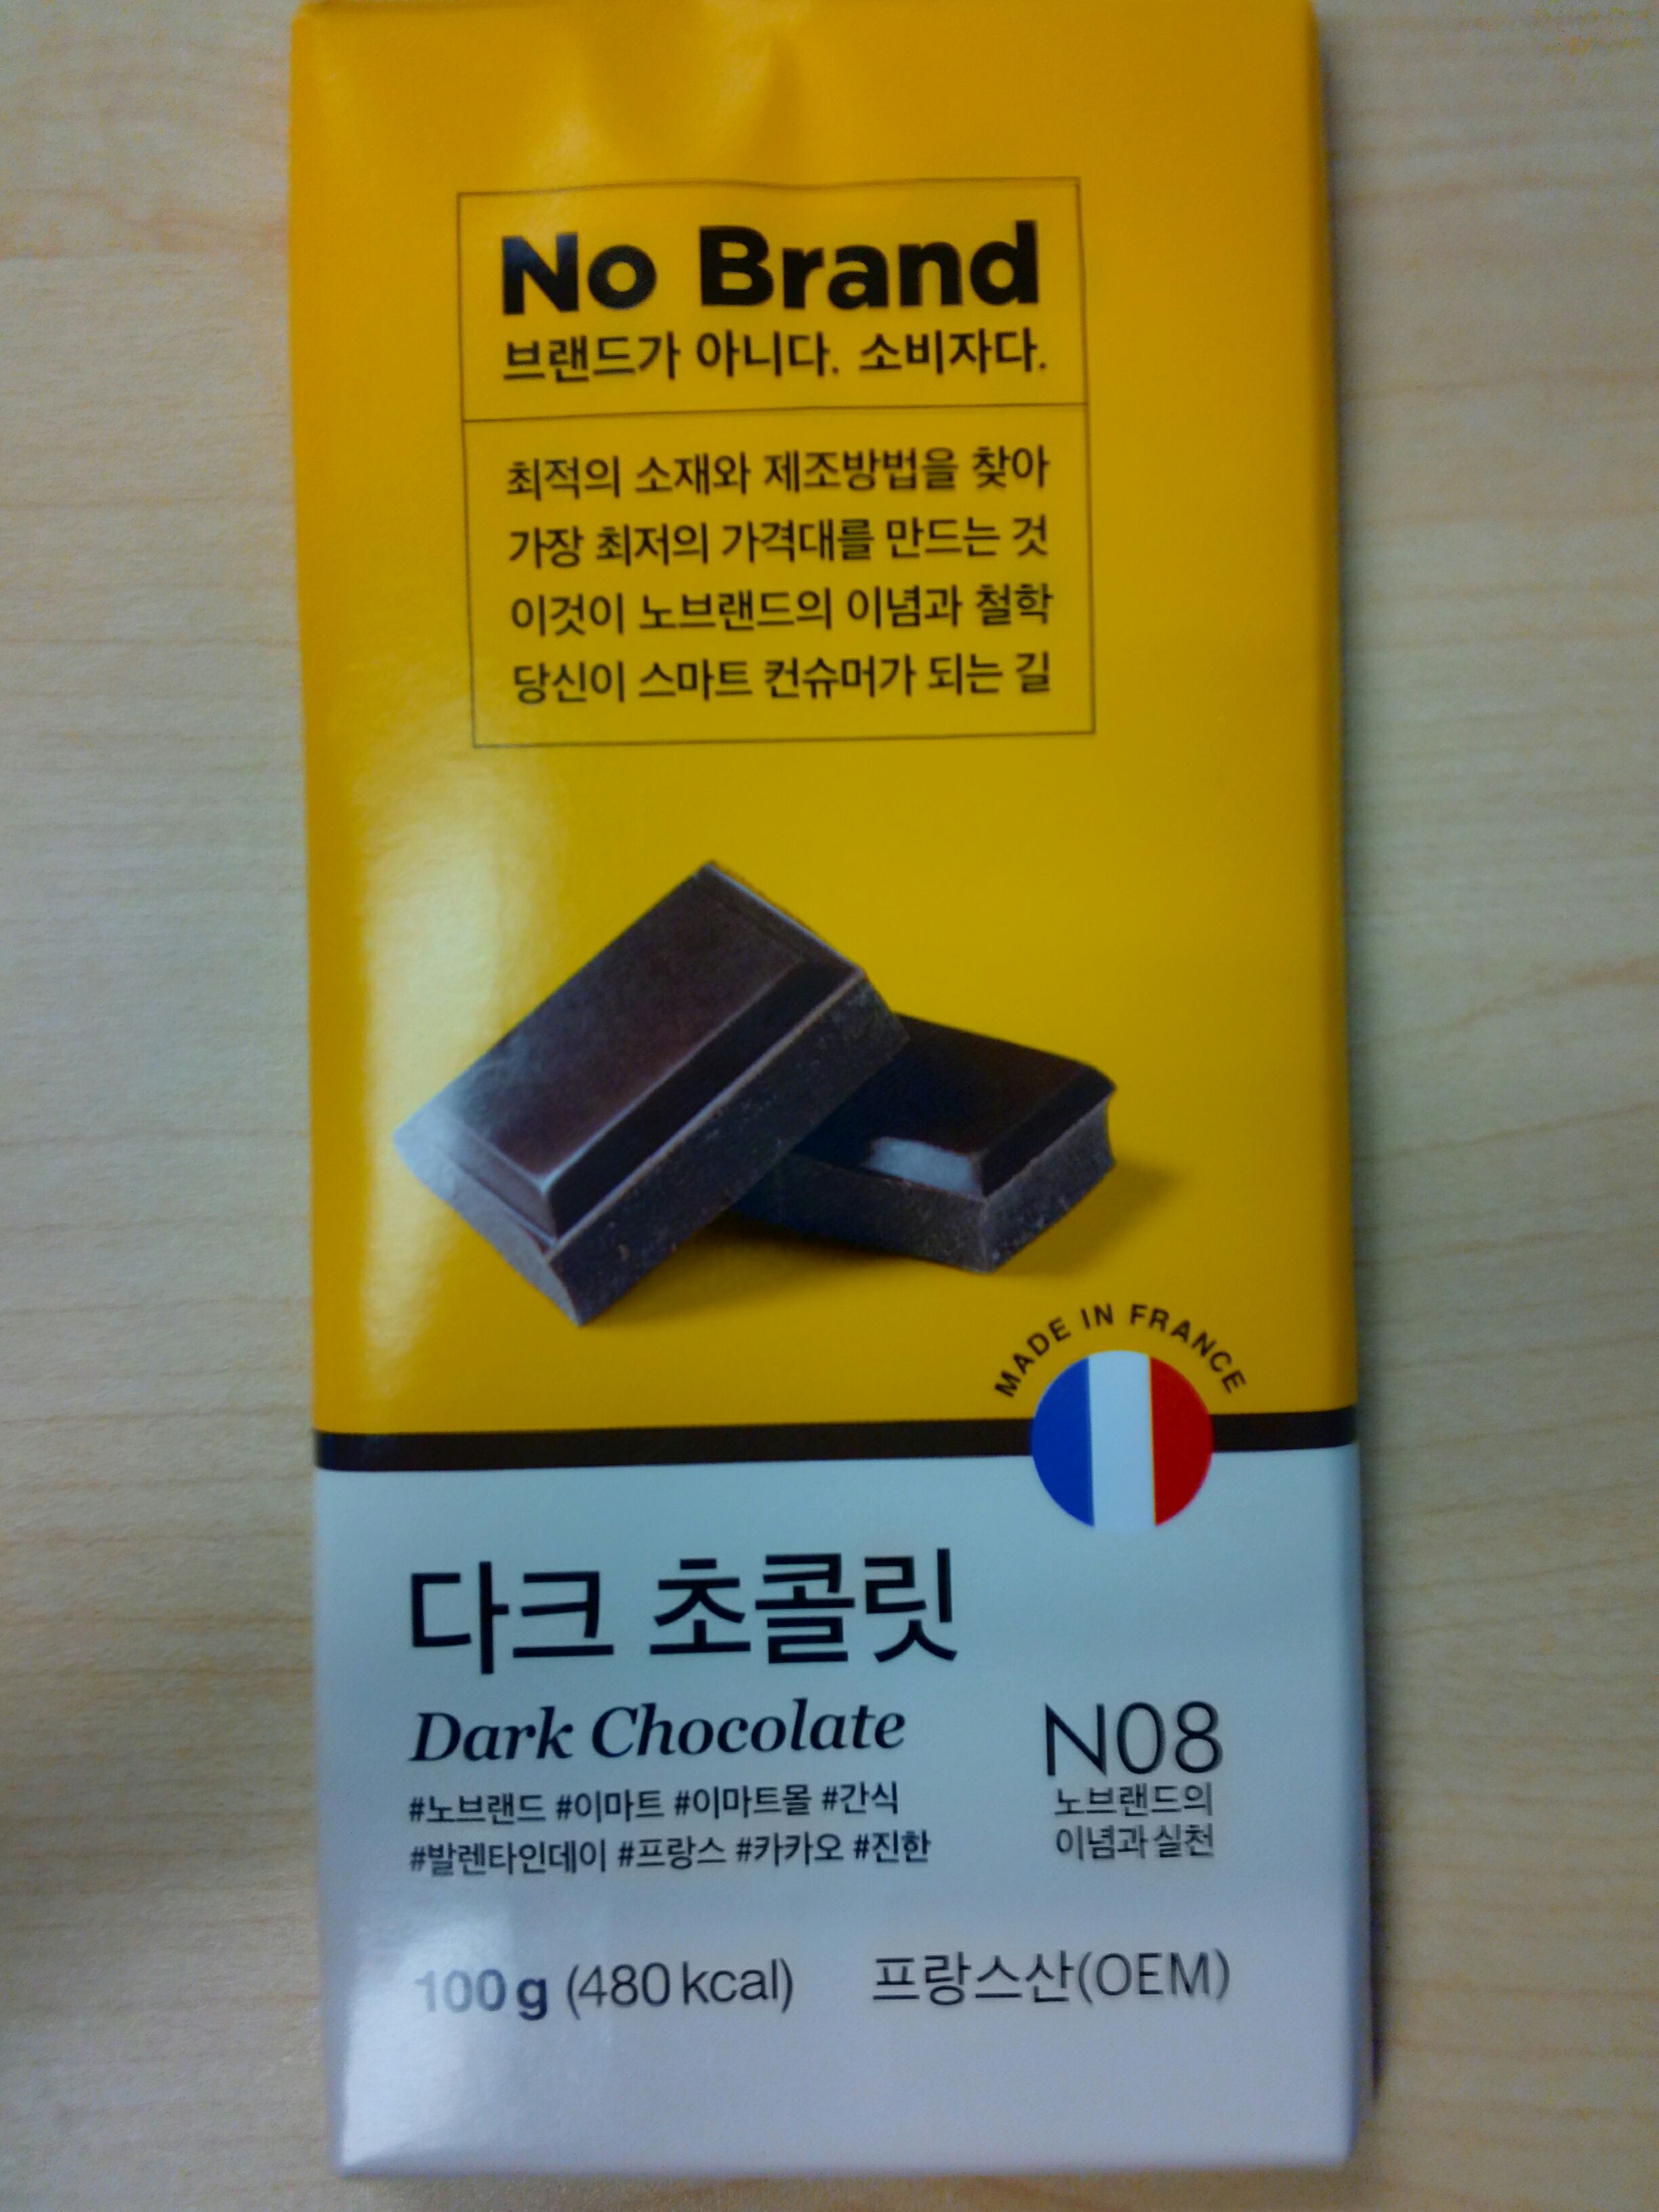 No Brand
브랜드가 아니다. 소비자다.
최적의 소재와 제조방법을 찾아
가장 최저의 가격대를 만드는 것
이것이 노브랜드의 이념과 철학
당신이 스마트 컨슈머가 되는 길
MADE IN FRANCE
다크 초콜릿
Dark Chocolate
#노브랜드 #이마트 #이마트몰 #간식
#발렌타인데이 #프랑스 #카카오 #진한
N08
노브랜드의
이념과 실천
100g (480 kcal)
프랑스산(OEM)